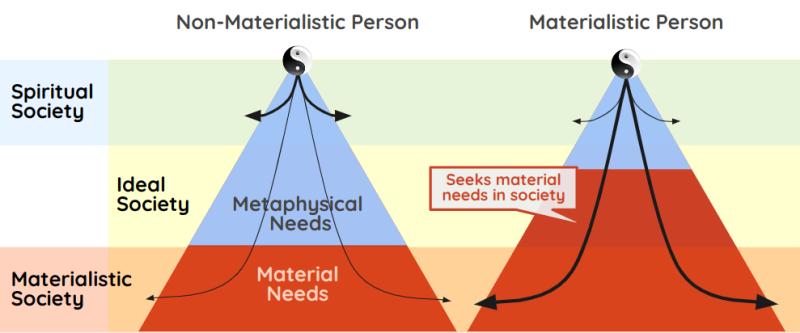 Non-Materialistic Person
Materialistic Person
Spiritual
Society
Ideal
Society
Metaphysical
Needs
Seeks material
needs in society
Materialistic
Society
Material
Needs